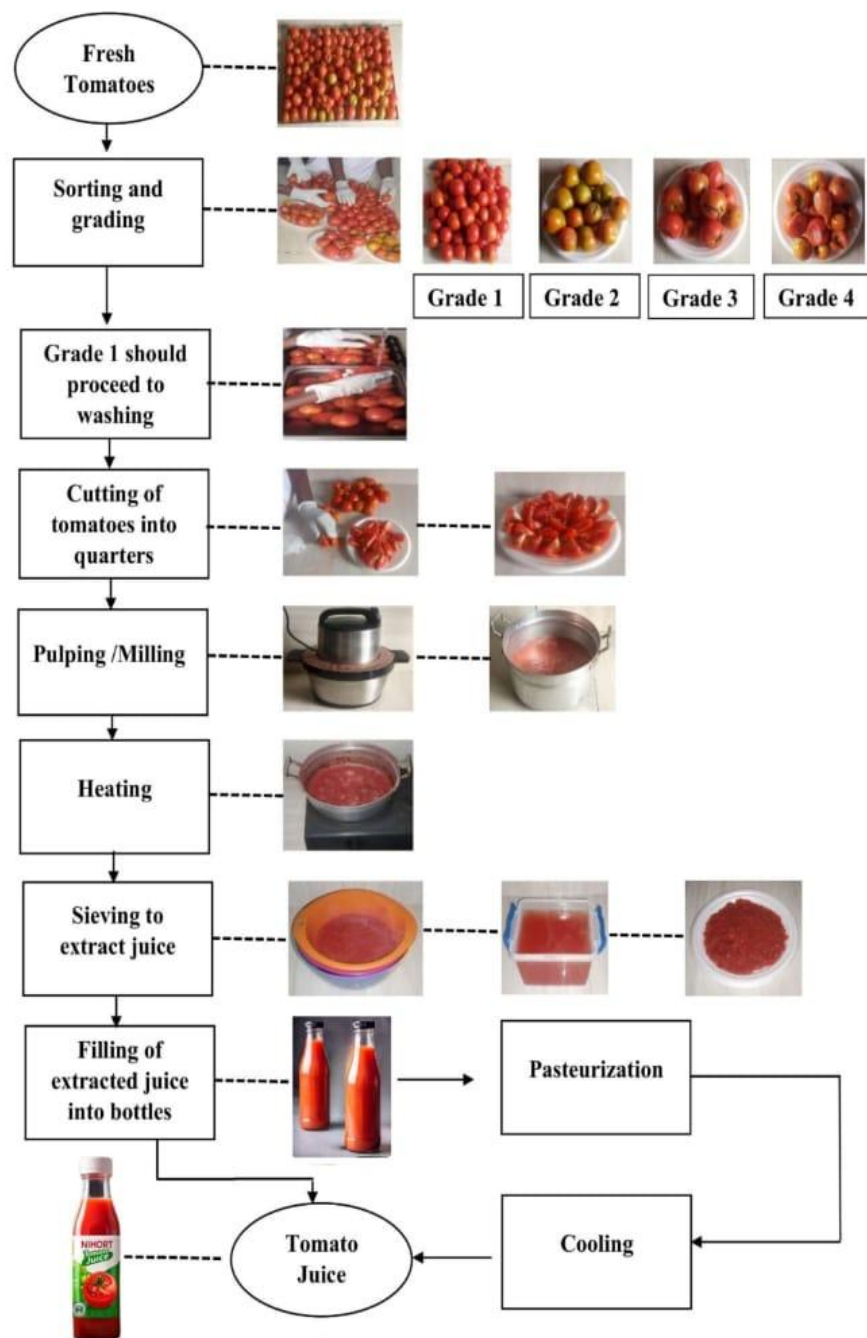 Fresh
Tomatoes
Sorting and
grading
Grade 1
Grade 2
Grade 3
Grade 4
Grade 1 should
proceed to
washing
Cutting of
tomatoes into
quarters
Pulping /Milling
Heating
Sieving to
extract juice
Filling of
extracted juice
into bottles
Pasteurization
NIHORT
Tomato
Juice
Tomato
Juice
Cooling